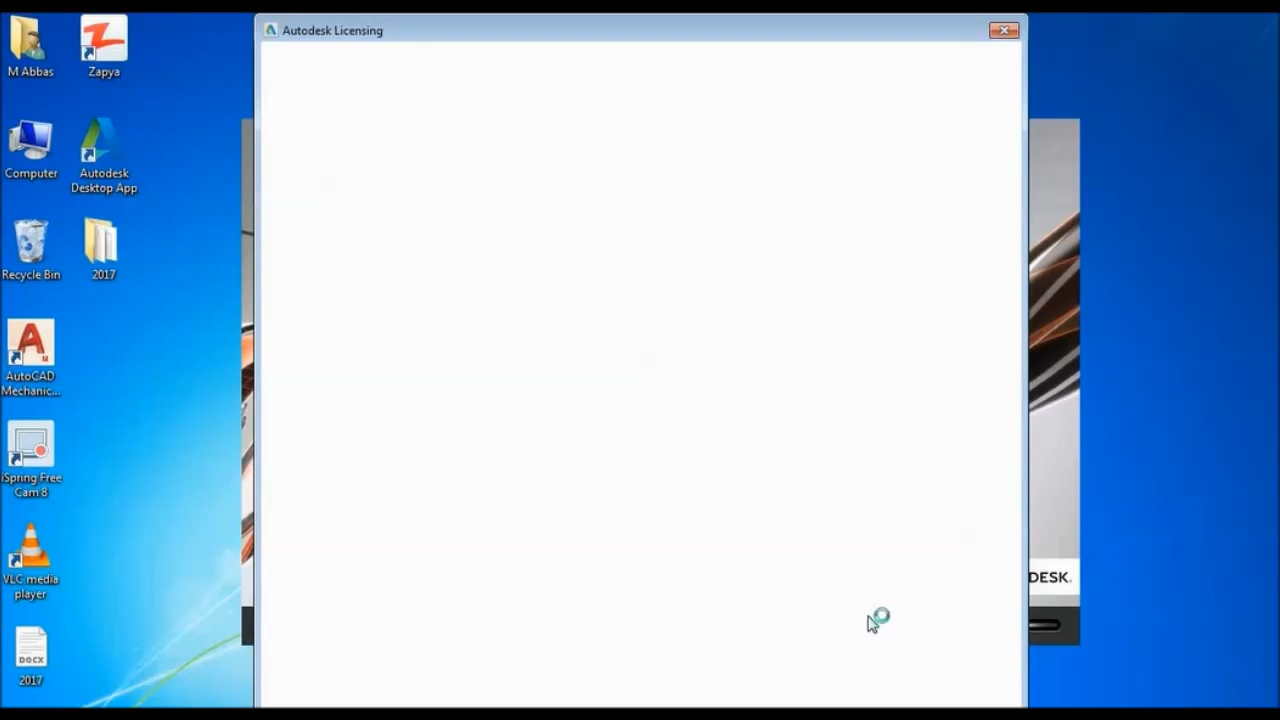 Autodesk Licensing
M Abbas
Zapya
Computer
Autodesk
Desktop App
Recycle Bin
2017
AutoCAD
Mechanic...
iSpring Free
Cam 8
VLC media
player
DOCX
2017
DESK.